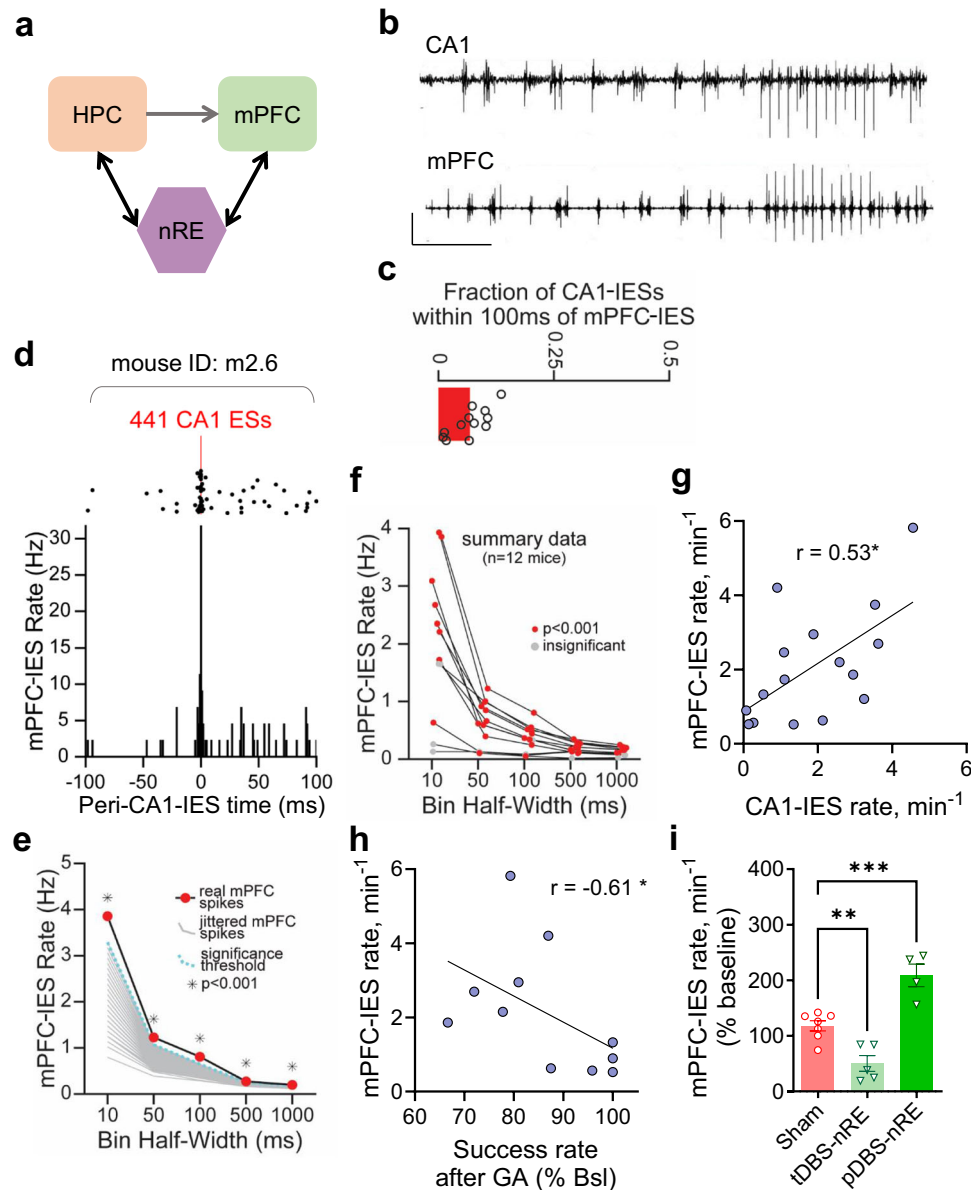 a
HPC
mPFC
nRE
b
CA1
mPFC
c
Fraction of CA1-IESs
within 100ms of mPFC-IES
0
0.25
0.5
d
mouse ID: m2.6
441 CA1 ESs
mPFC-IES Rate (Hz)
30
25
20
15
10
5
0
-100
-50
0
50
100
Peri-CA1-IES time (ms)
e
mPFC-IES Rate (Hz)
5
4
3
2
1
0
real mPFC
spikes
jittered mPFC
spikes
significance
threshold
* p<0.001
*
*
*
*
*
10
50
100
500
1000
Bin Half-Width (ms)
f
mPFC-IES Rate (Hz)
4
3
2
1
0
summary data
(n=12 mice)
p<0.001
insignificant
10
50
100
500
1000
Bin Half-Width (ms)
g
mPFC-IES rate, min-1
6
4
2
0
r = 0.53*
0
2
4
6
CA1-IES rate, min-1
h
mPFC-IES rate, min-1
6
4
2
0
r = -0.61 *
70
80
90
100
Success rate
after GA (% Bsl)
i
mPFC-IES rate, min-1
(% baseline)
400
300
200
100
0
***
**
Sham
tDBS-nRE
pDBS-nRE